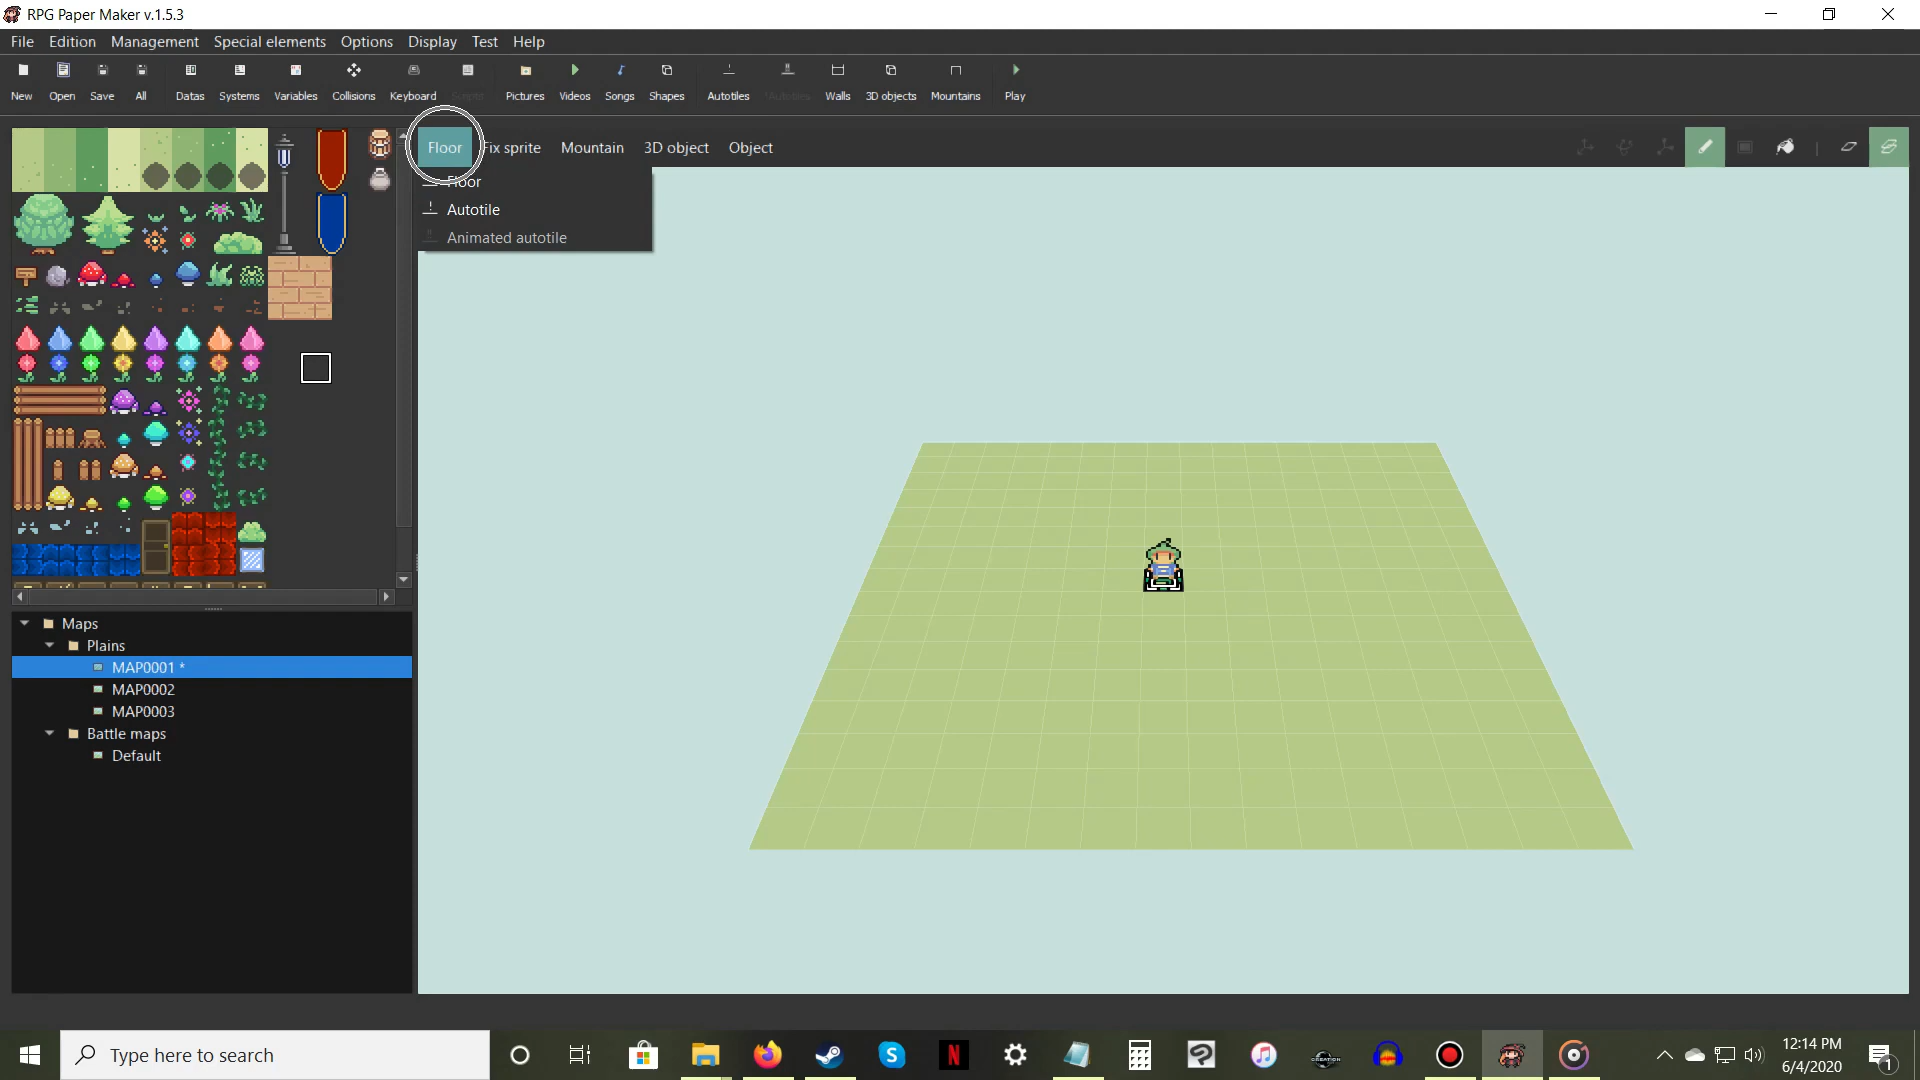 RPG Paper Maker v.1.5.3
File Edition Management Special elements Options Display Test Help
New Open Save All Datas Systems Variables Collisions Keyboard Pictures Videos Songs Shapes Autotiles Walls 3D objects Mountains Play
Floor Fix sprite Mountain 3D object Object
Floor
Autotile
Animated autotile
Maps
Plains
MAP0001 *
MAP0002
MAP0003
Battle maps
Default
Type here to search
12:14 PM
6/4/2020
1